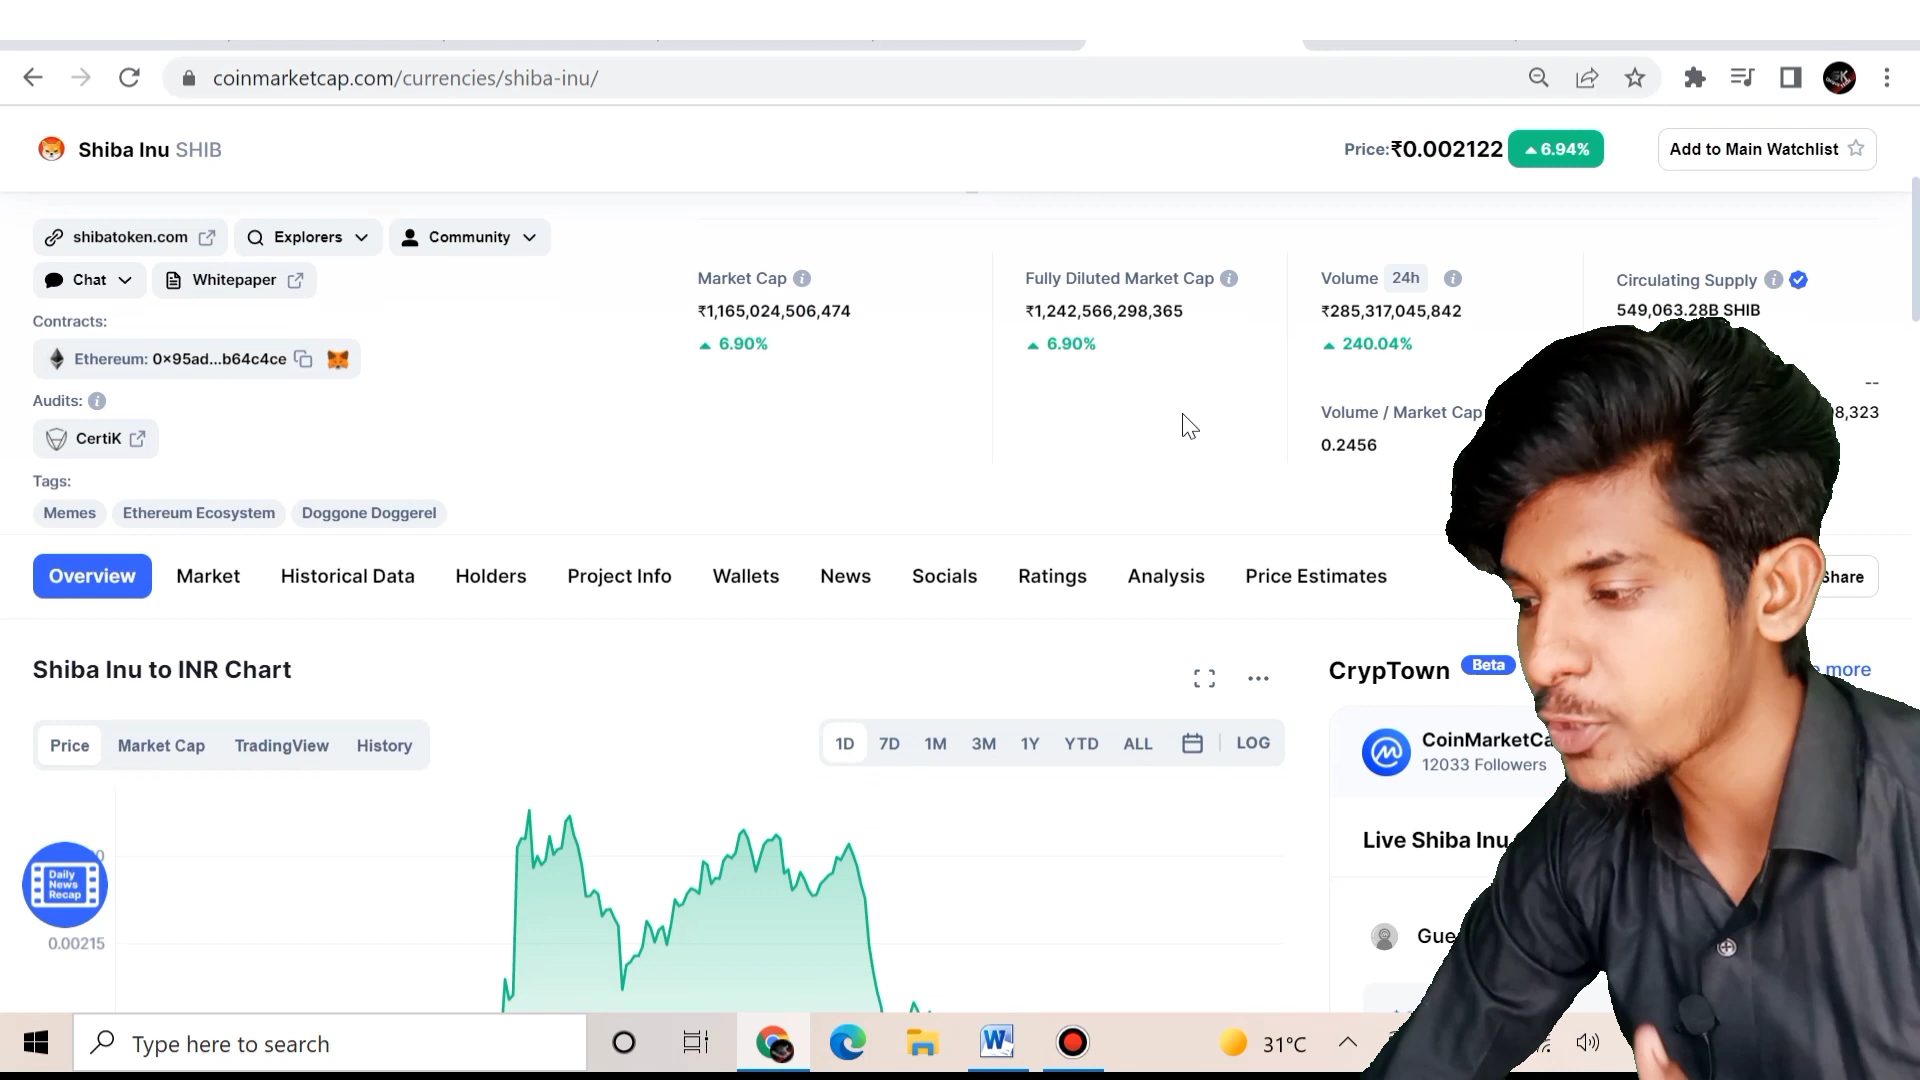 coinmarketcap.com/currencies/shiba-inu/
Shiba Inu SHIB
Price:₹0.002122 6.94% Add to Main Watchlist
shibatoken.com Explorers Community
Chat Whitepaper
Contracts:
Ethereum: 0x95ad...b64c4ce
Audits:
CertiK
Tags:
Memes Ethereum Ecosystem Doggone Doggerel
Market Cap
₹1,165,024,506,474
6.90%
Fully Diluted Market Cap
₹1,242,566,298,365
6.90%
Volume 24h
₹285,317,045,842
240.04%
Volume / Market Cap
0.2456
Circulating Supply
549,063.28B SHIB
--
8,323
Overview Market Historical Data Holders Project Info Wallets News Socials Ratings Analysis Price Estimates Share
Shiba Inu to INR Chart
Price Market Cap TradingView History
1D 7D 1M 3M 1Y YTD ALL LOG
Daily
News
Recap
0.00215
CrypTown Beta more
CoinMarketCa
12033 Followers
Live Shiba Inu
Gue
Type here to search
31°C